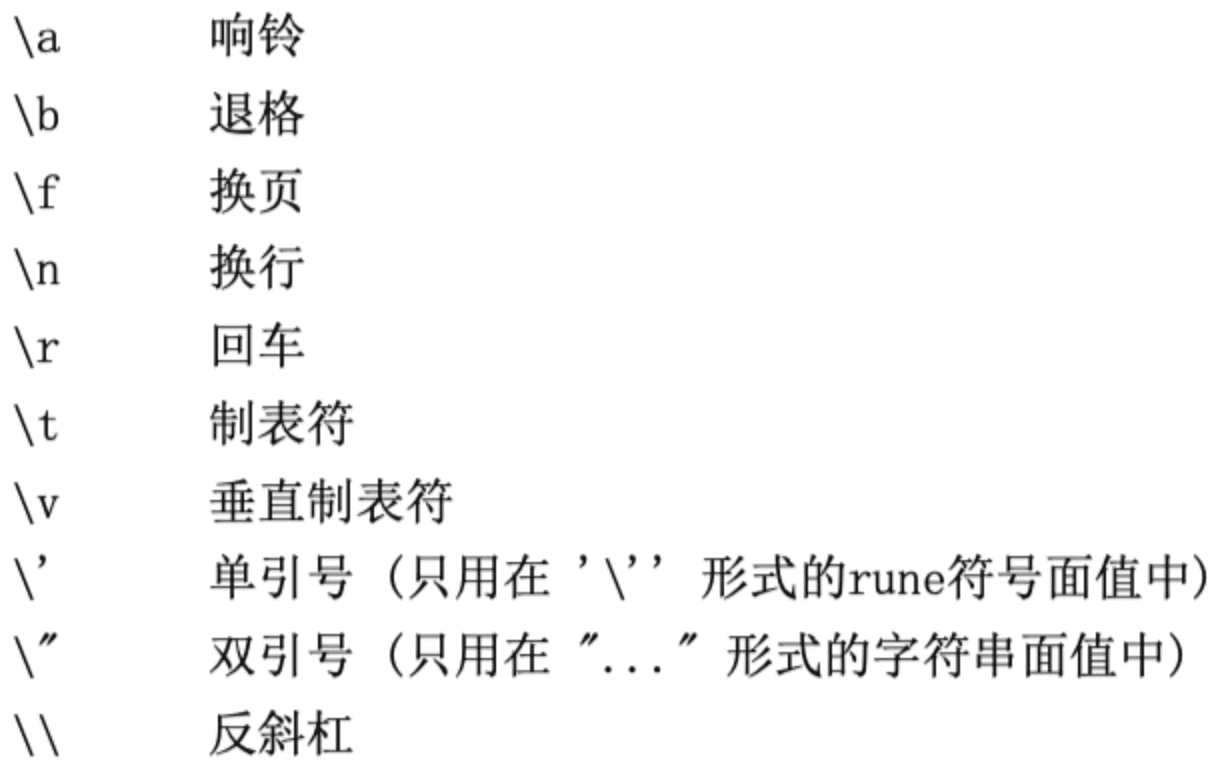 \a 响铃
\b 退格
\f 换页
\n 换行
\r 回车
\t 制表符
\v 垂直制表符
\' 单引号 (只用在 '\'' 形式的rune符号面值中)
\" 双引号 (只用在 "..." 形式的字符串面值中)
\\ 反斜杠